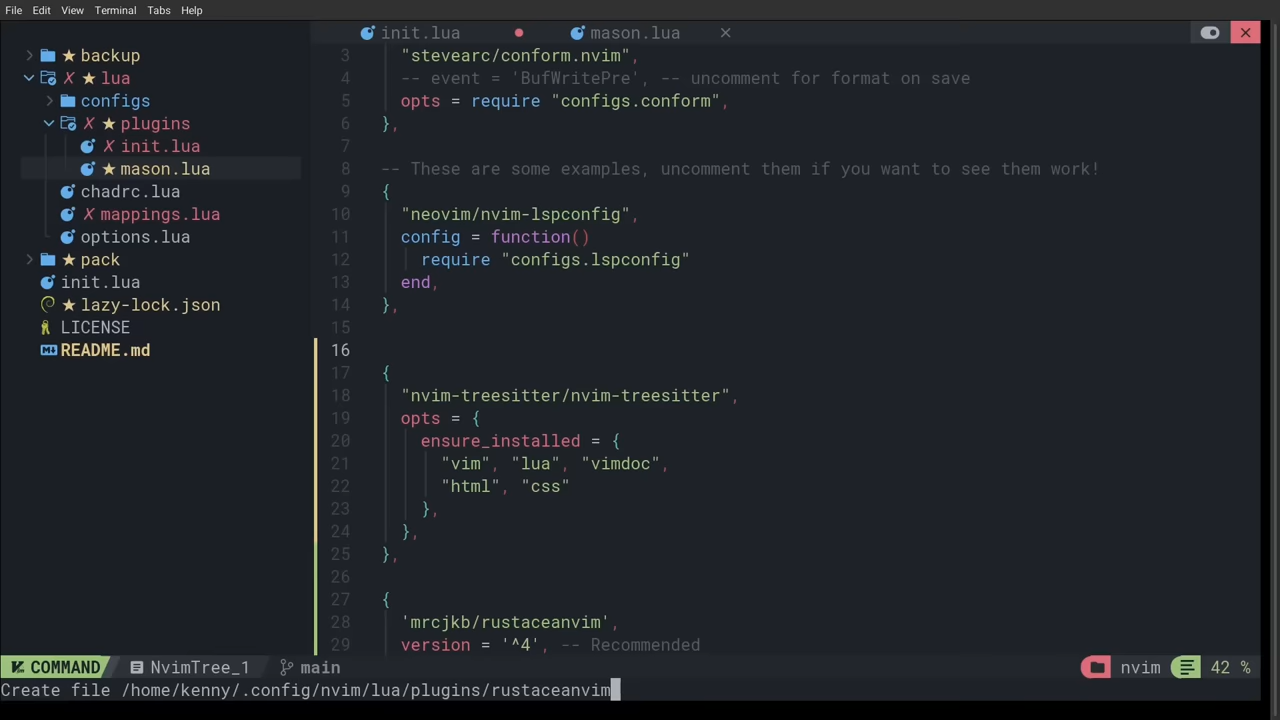 File Edit View Terminal Tabs Help
init.lua mason.lua
backup
lua
configs
plugins
init.lua
mason.lua
chadrc.lua
mappings.lua
options.lua
pack
init.lua
lazy-lock.json
LICENSE
README.md
3 "stevearc/conform.nvim",
4 -- event = 'BufWritePre', -- uncomment for format on save
5 opts = require "configs.conform",
6 },
7
8 -- These are some examples, uncomment them if you want to see them work!
9 {
10 "neovim/nvim-lspconfig",
11 config = function()
12 require "configs.lspconfig"
13 end,
14 },
15
16
17 {
18 "nvim-treesitter/nvim-treesitter",
19 opts = {
20 ensure_installed = {
21 "vim", "lua", "vimdoc",
22 "html", "css"
23 },
24 },
25 },
26
27 {
28 'mrcjkb/rustaceanvim',
29 version = '^4', -- Recommended
COMMAND NvimTree_1 main nvim 42 %
Create file /home/kenny/.config/nvim/lua/plugins/rustaceanvim